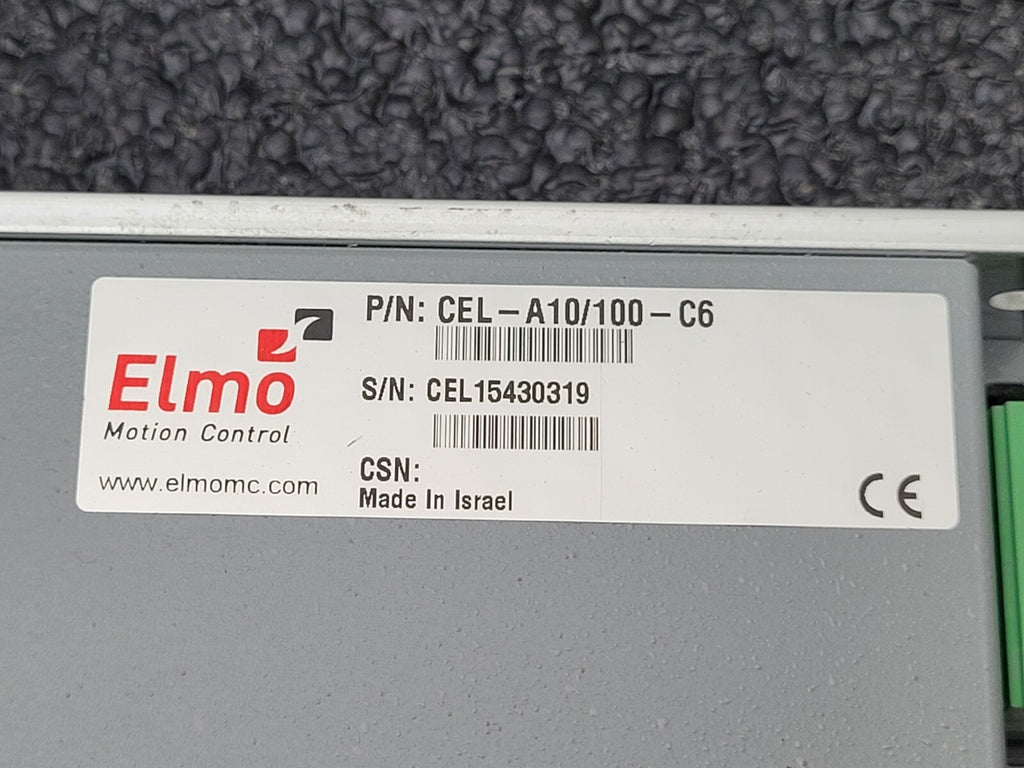 Elmo
Motion Control
www.elmomc.com
P/N: CEL-A10/100-C6
S/N: CEL15430319
CSN:
Made In Israel
CE